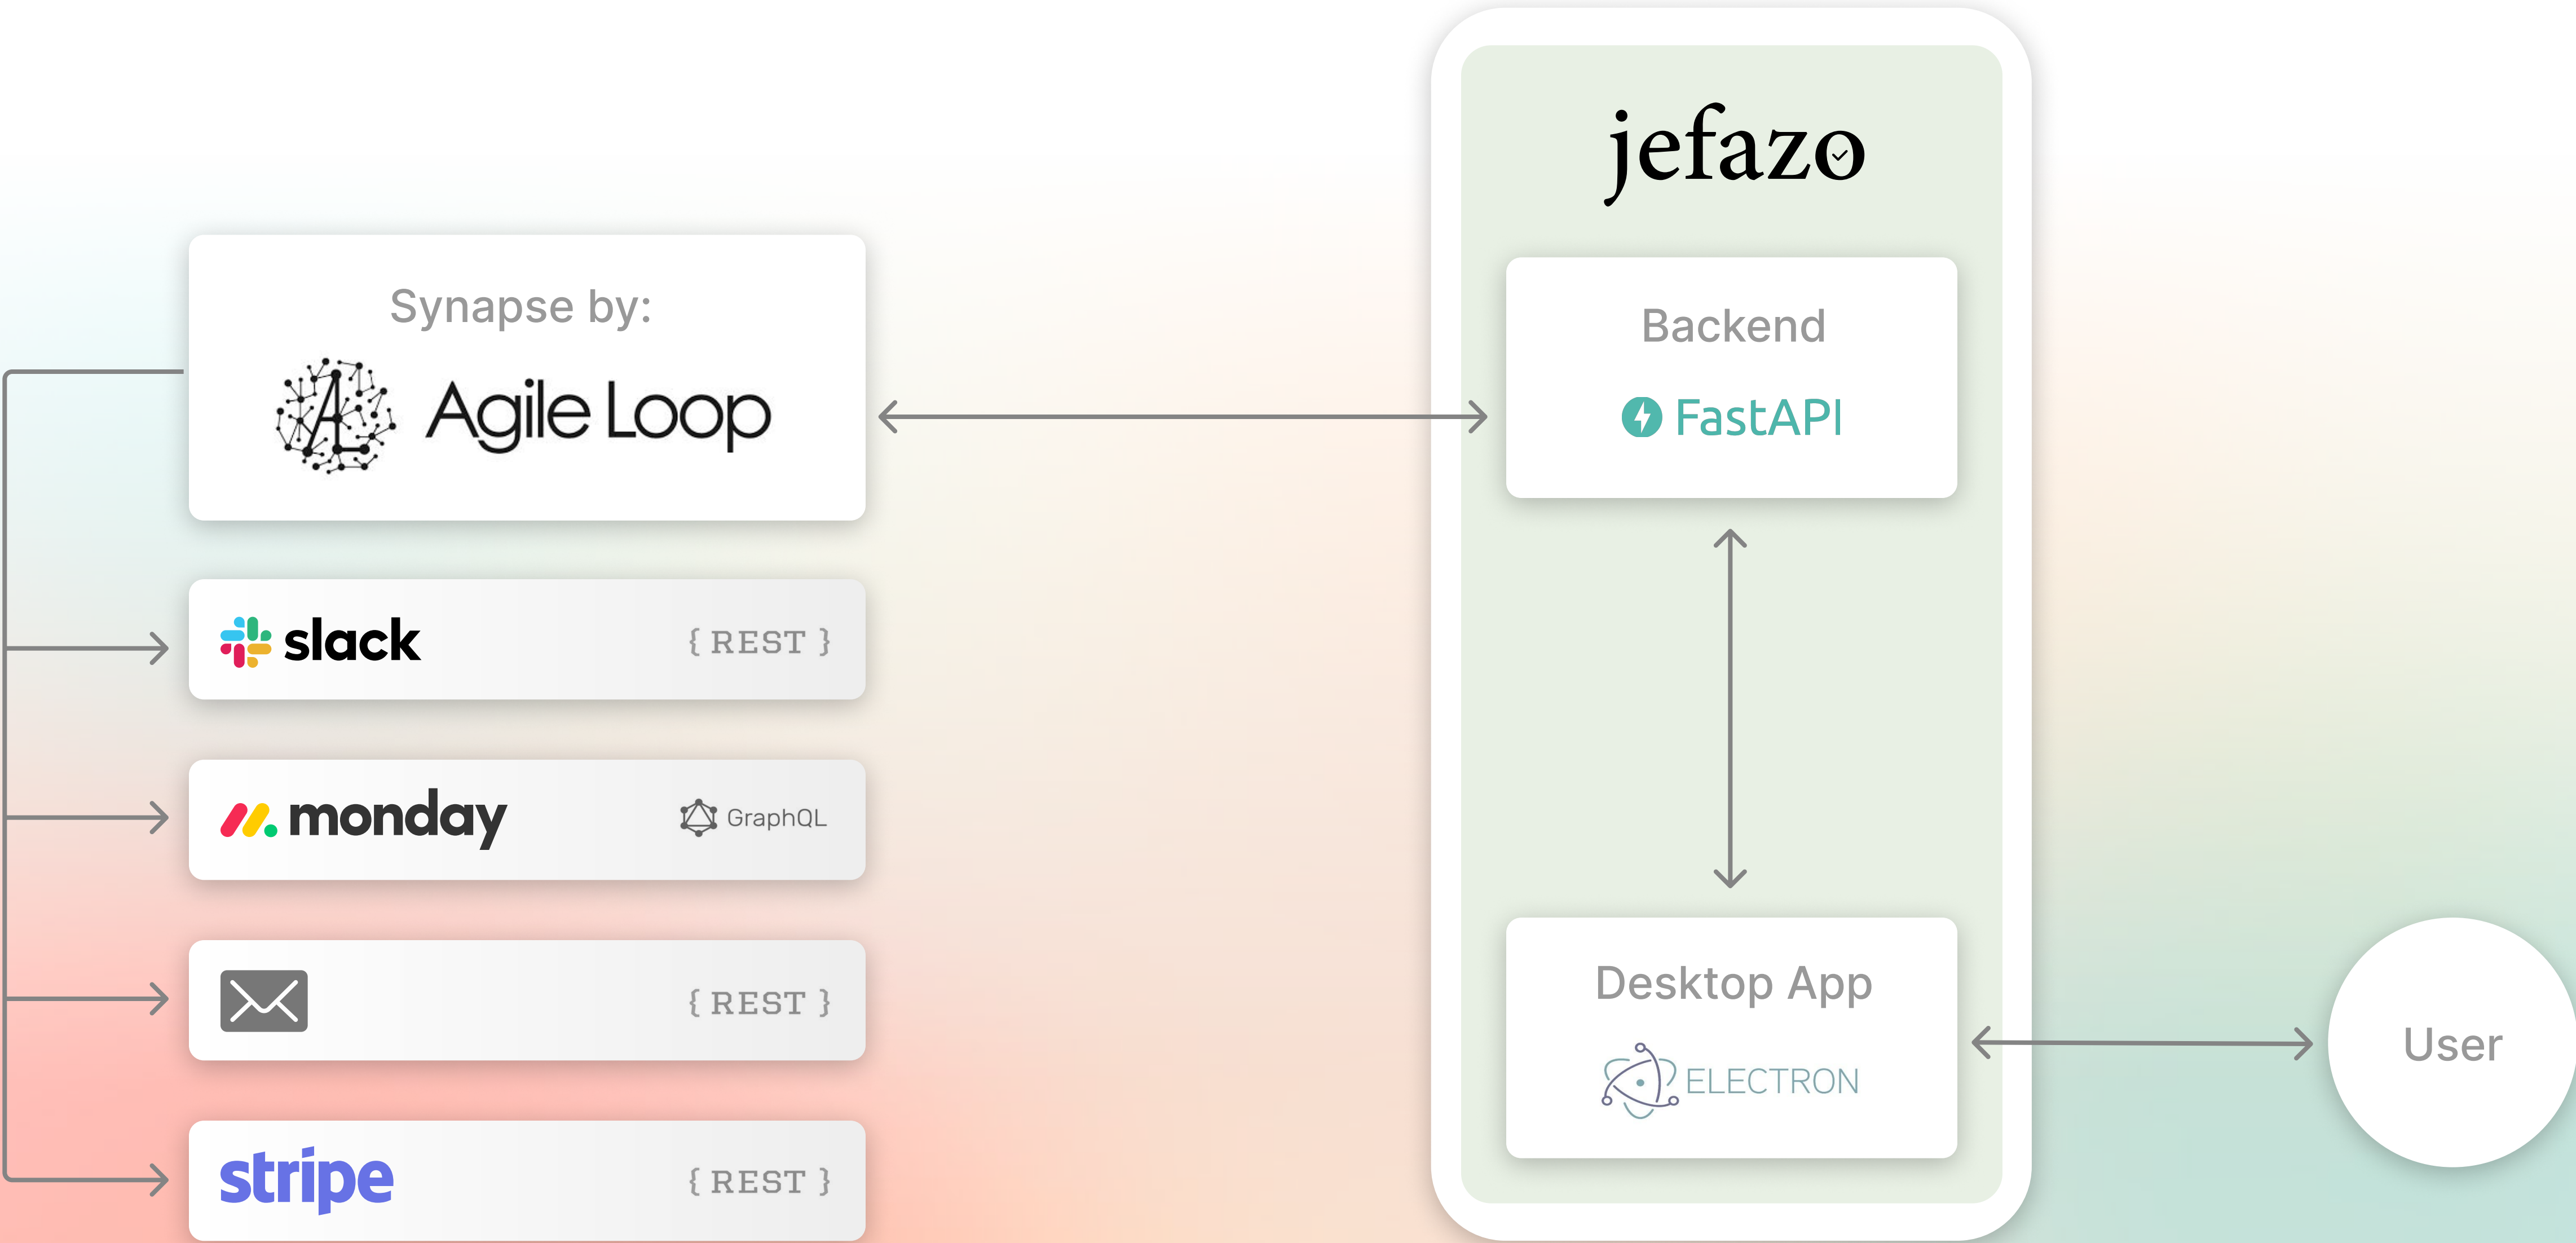 Synapse by:
Agile Loop
slack
{ REST }
monday
GraphQL
{ REST }
stripe
{ REST }
jefazo
Backend
FastAPI
Desktop App
ELECTRON
User